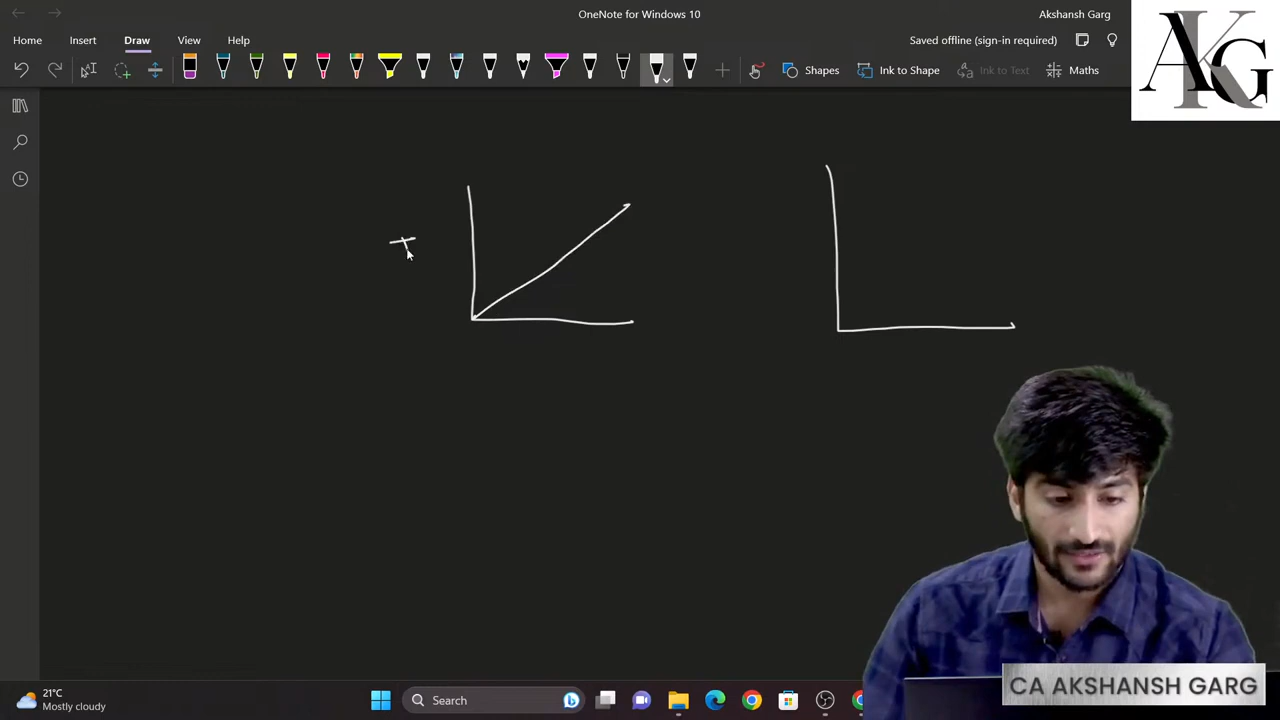 OneNote for Windows 10
Akshansh Garg
Home Insert Draw View Help
Saved offline (sign-in required)
Shapes Ink to Shape Ink to Text Maths
AKG
T
CA AKSHANSH GARG
21°C
Mostly cloudy
Search